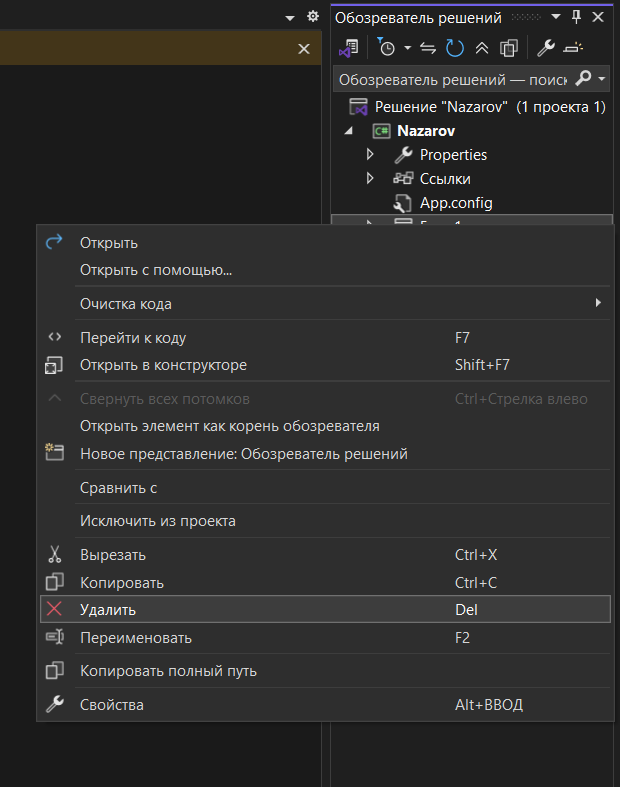 Обозреватель решений
Обозреватель решений — поиск
Решение "Nazarov" (1 проекта 1)
C# Nazarov
Properties
Ссылки
App.config
Открыть
Открыть с помощью...
Очистка кода
Перейти к коду F7
Открыть в конструкторе Shift+F7
Свернуть всех потомков Ctrl+Стрелка влево
Открыть элемент как корень обозревателя
Новое представление: Обозреватель решений
Сравнить с
Исключить из проекта
Вырезать Ctrl+X
Копировать Ctrl+C
Удалить Del
Переименовать F2
Копировать полный путь
Свойства Alt+ВВОД